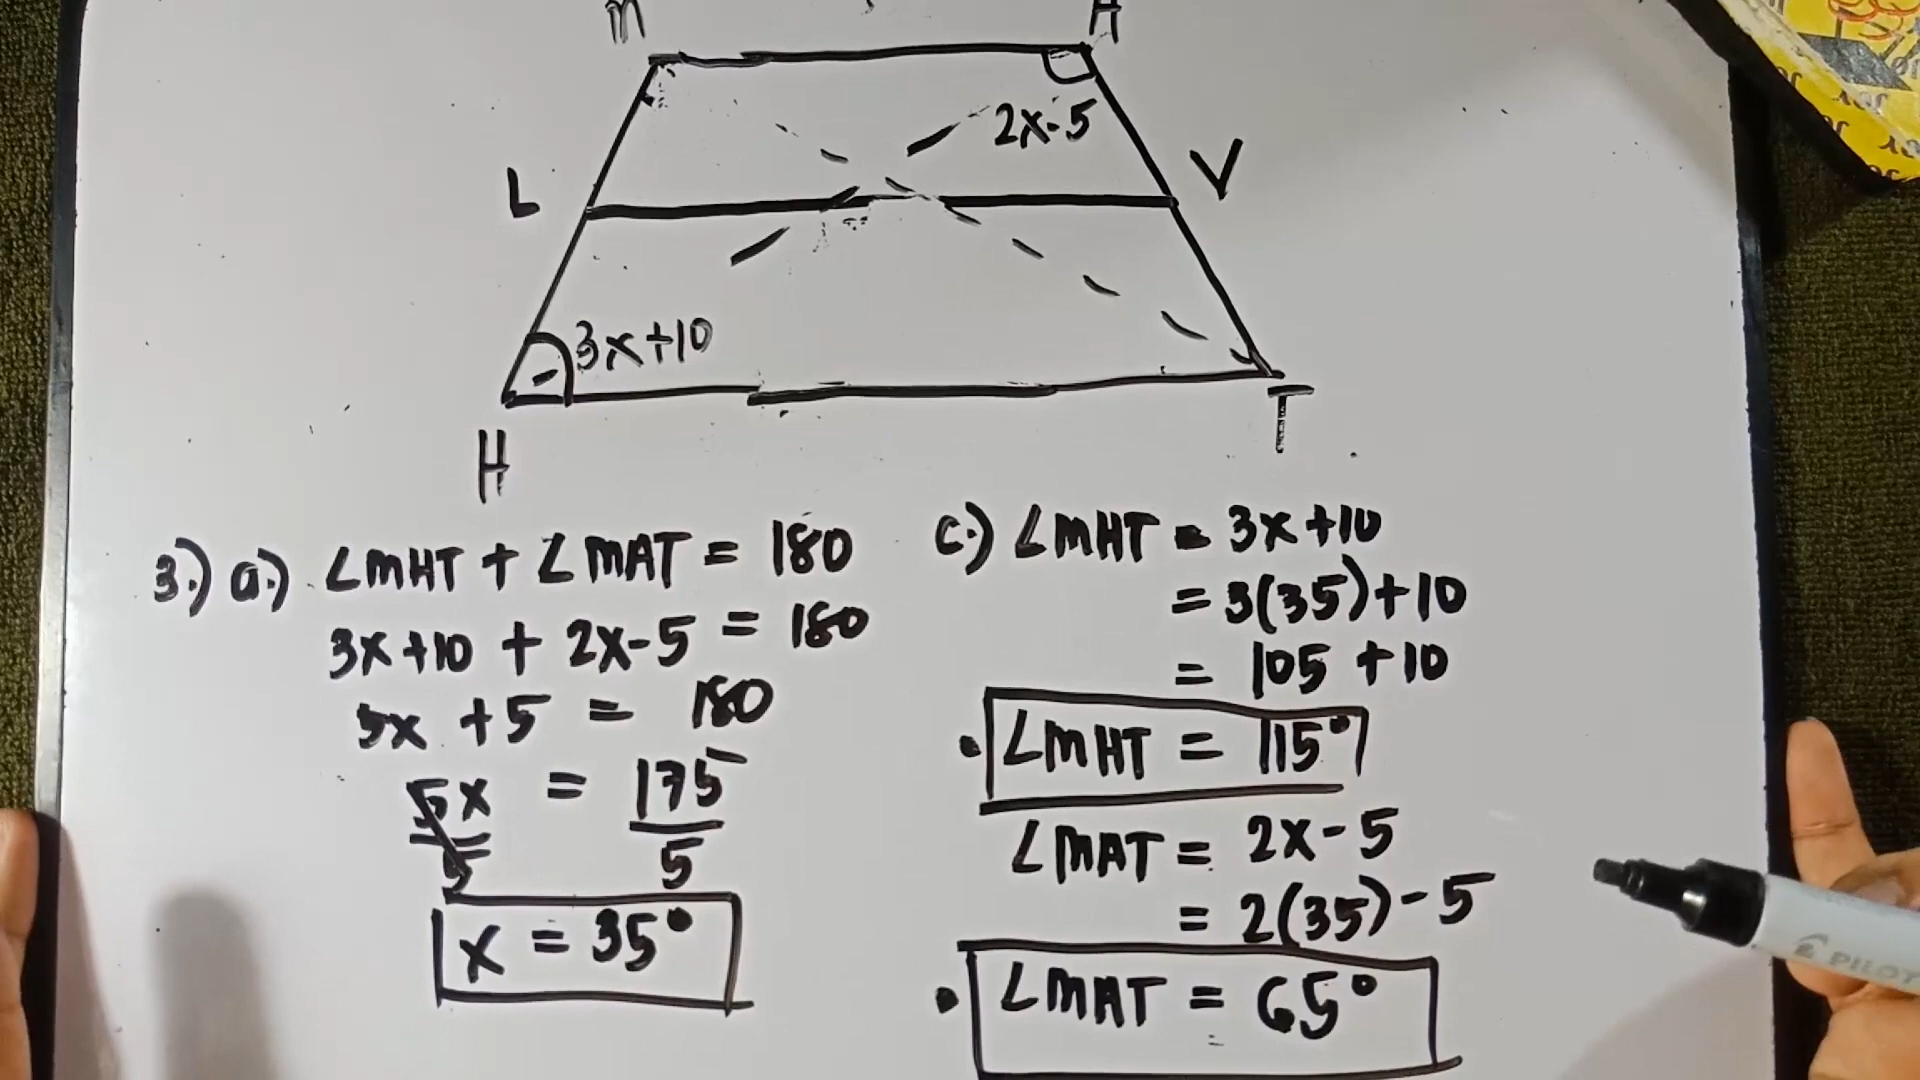 M A
2x-5
L V
3x+10
H T
3.) a.) ∠MHT + ∠MAT = 180
3x+10 + 2x-5 = 180
5x + 5 = 180
5x = 175
5 5
x = 35°
c.) ∠MHT = 3x+10
= 3(35)+10
= 105 +10
∠MHT = 115°
∠MAT = 2x-5
= 2(35)-5
∠MAT = 65°
PILOT